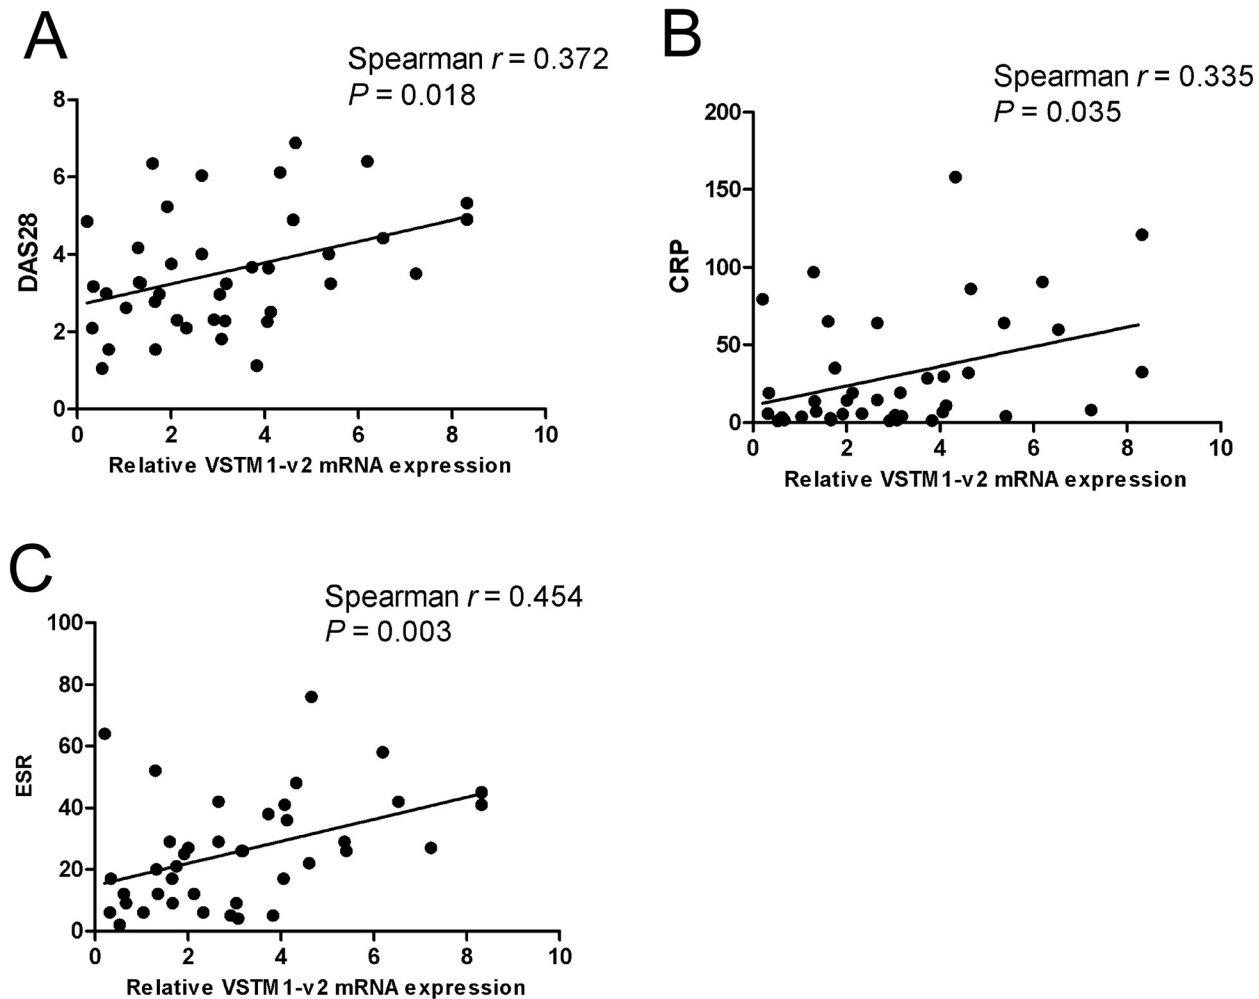 A
Spearman r = 0.372
P = 0.018
8
6
4
2
0
DAS28
0 2 4 6 8 10
Relative VSTM1-v2 mRNA expression
B
Spearman r = 0.335
P = 0.035
200
150
100
50
0
CRP
0 2 4 6 8 10
Relative VSTM1-v2 mRNA expression
C
Spearman r = 0.454
P = 0.003
100
80
60
40
20
0
ESR
0 2 4 6 8 10
Relative VSTM1-v2 mRNA expression